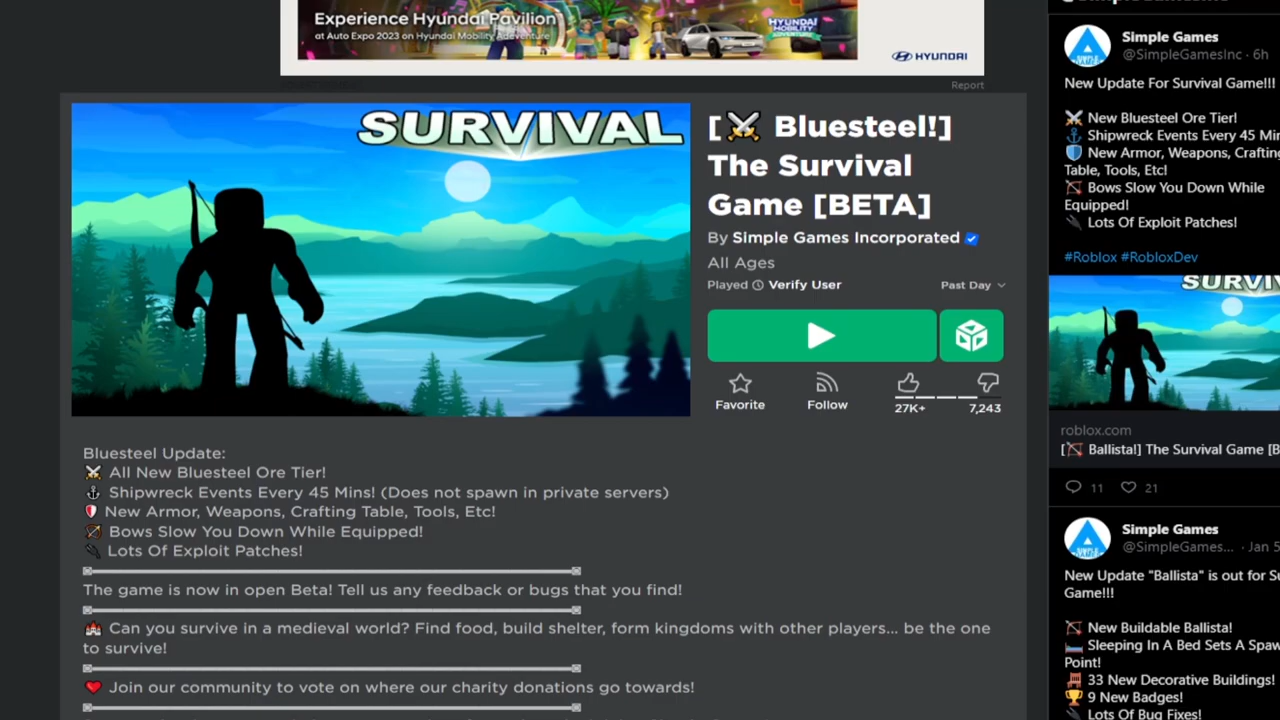 Experience Hyundai Pavilion
at Auto Expo 2023 on Hyundai Mobility Adventure
HYUNDAI
MOBILITY
ADVENTURE
HYUNDAI
Report
SURVIVAL
[⚔️ Bluesteel!]
The Survival
Game [BETA]
By Simple Games Incorporated
All Ages
Played Verify User
Past Day
Favorite
Follow
27K+
7,243
Bluesteel Update:
⚔️ All New Bluesteel Ore Tier!
⚓ Shipwreck Events Every 45 Mins! (Does not spawn in private servers)
🛡️ New Armor, Weapons, Crafting Table, Tools, Etc!
🏹 Bows Slow You Down While Equipped!
🔌 Lots Of Exploit Patches!
The game is now in open Beta! Tell us any feedback or bugs that you find!
🏰 Can you survive in a medieval world? Find food, build shelter, form kingdoms with other players... be the one
to survive!
❤️ Join our community to vote on where our charity donations go towards!
Simple Games
@SimpleGamesInc · 6h
New Update For Survival Game!!!
⚔️ New Bluesteel Ore Tier!
⚓ Shipwreck Events Every 45 Min
🛡️ New Armor, Weapons, Crafting
Table, Tools, Etc!
🏹 Bows Slow You Down While
Equipped!
🔌 Lots Of Exploit Patches!
#Roblox #RobloxDev
SURVIV
roblox.com
[🏹 Ballista!] The Survival Game [B
11
21
Simple Games
@SimpleGames... · Jan 5
New Update "Ballista" is out for Su
Game!!!
🏹 New Buildable Ballista!
🛏️ Sleeping In A Bed Sets A Spaw
Point!
🪑 33 New Decorative Buildings!
🏆 9 New Badges!
🔌 Lots Of Bug Fixes!